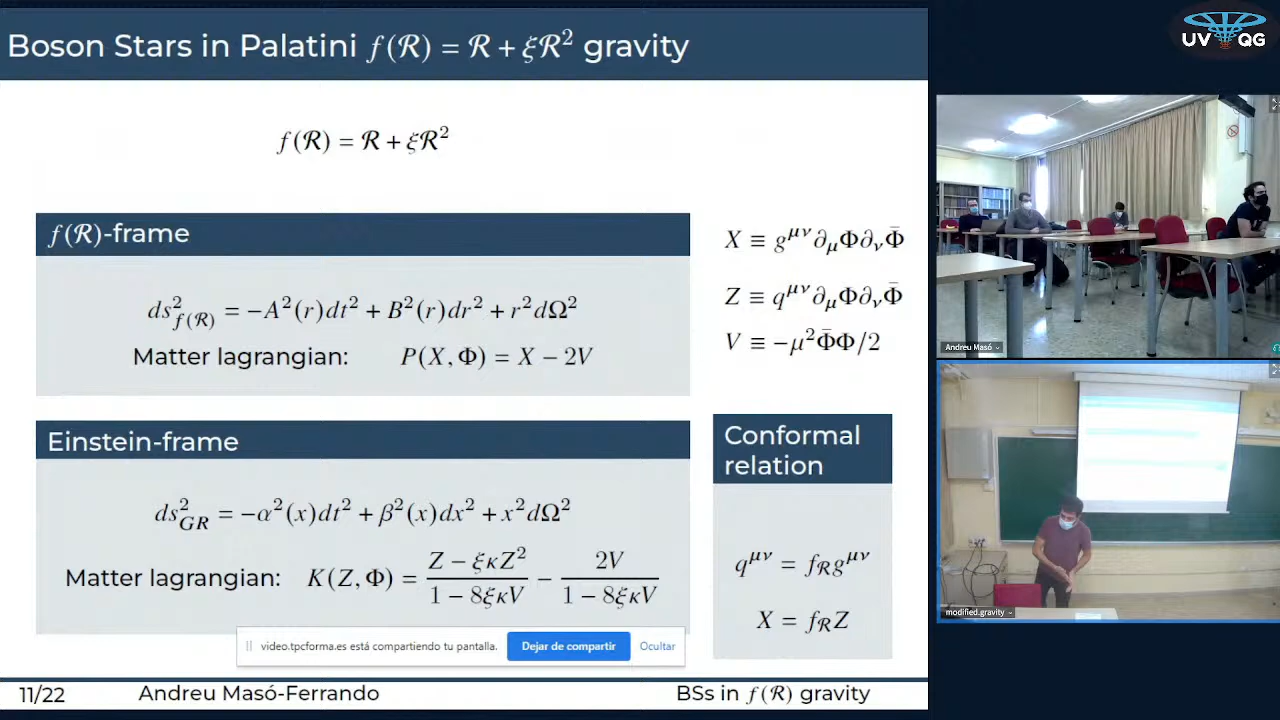 Boson Stars in Palatini f(ℛ) = ℛ + ξℛ² gravity
f(ℛ) = ℛ + ξℛ²
f(ℛ)-frame
ds²_{f(ℛ)} = −A²(r)dt² + B²(r)dr² + r²dΩ²
Matter lagrangian: P(X, Φ) = X − 2V
X ≡ g^{μν}∂_μΦ∂_νΦ̄
Z ≡ q^{μν}∂_μΦ∂_νΦ̄
V ≡ −μ²Φ̄Φ/2
Einstein-frame
ds²_{GR} = −α²(x)dt² + β²(x)dx² + x²dΩ²
Matter lagrangian: K(Z, Φ) = (Z − ξκZ²)/(1 − 8ξκV) − 2V/(1 − 8ξκV)
Conformal
relation
q^{μν} = f_ℛ g^{μν}
X = f_ℛ Z
video.tpcforma.es está compartiendo tu pantalla.
Dejar de compartir
Ocultar
11/22
Andreu Masó-Ferrando
BSs in f(ℛ) gravity
UV QG
Andreu Masó
modified.gravity